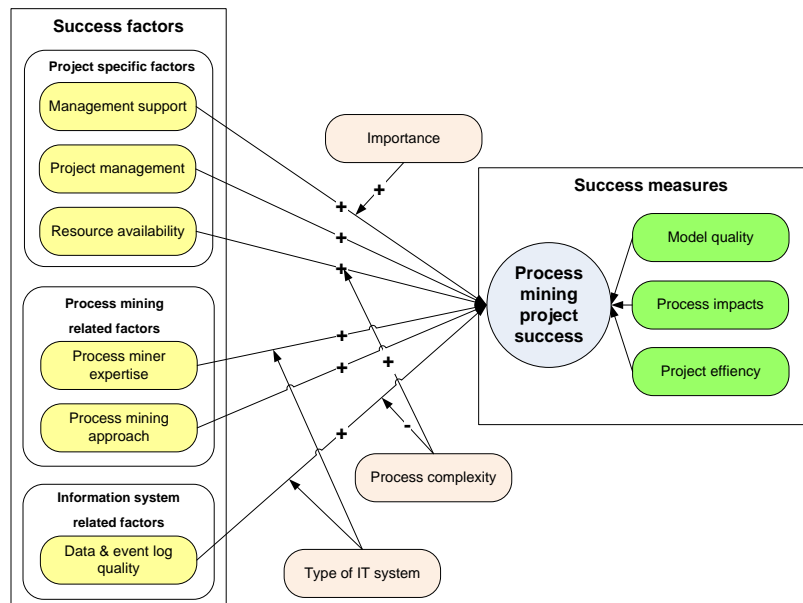 Success factors
Project specific factors
Management support
Project management
Resource availability
Process mining
related factors
Process miner
expertise
Process mining
approach
Information system
related factors
Data & event log
quality
Importance
+
+
+
+
+
+
+
+
-
Process complexity
Type of IT system
Success measures
Process
mining
project
success
Model quality
Process impacts
Project effiency